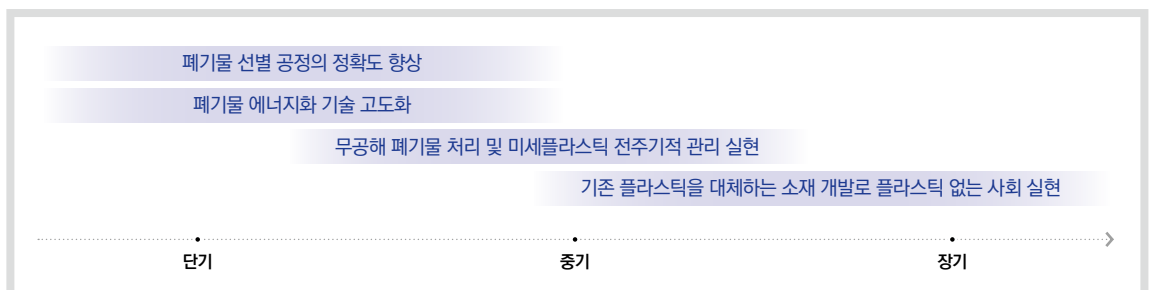 폐기물 선별 공정의 정확도 향상
폐기물 에너지화 기술 고도화
무공해 폐기물 처리 및 미세플라스틱 전주기적 관리 실현
기존 플라스틱을 대체하는 소재 개발로 플라스틱 없는 사회 실현
단기 중기 장기